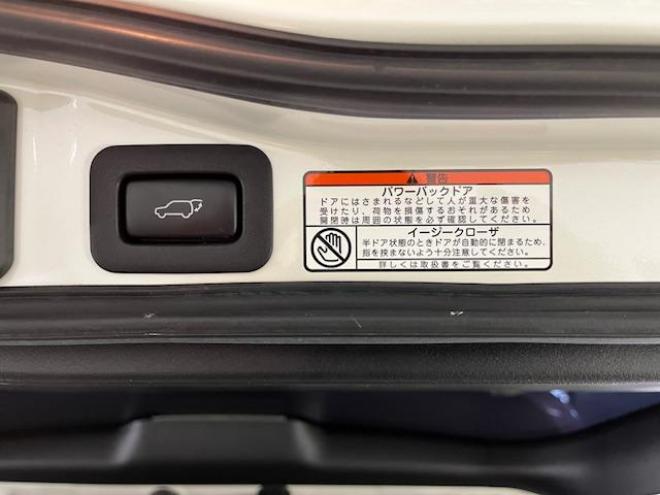 警告
パワーバックドア
ドアにはさまれるなどして人が重大な傷害を
受けたり、荷物を損傷するおそれがあるため
開閉時は周囲の状態を必ず確認してください。
イージークローザ
半ドア状態のときドアが自動的に閉まるため、
指を挟まないよう十分注意してください。
詳しくは取扱書をご覧ください。